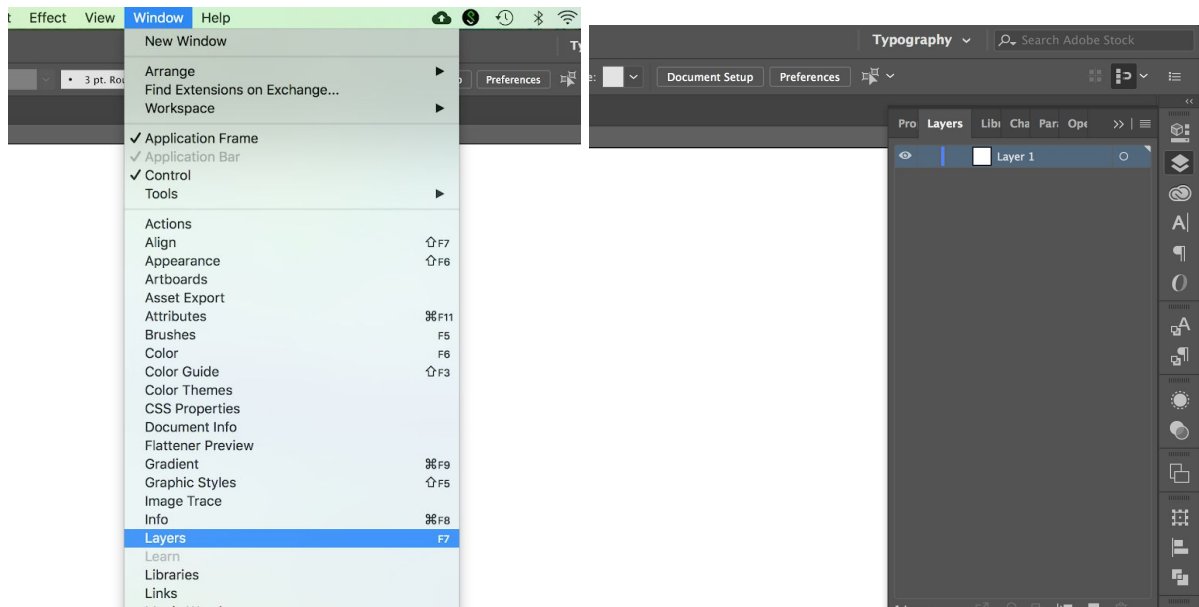 Effect View Window Help
New Window
Arrange
Find Extensions on Exchange...
Workspace
3 pt.
Preferences
✓ Application Frame
✓ Application Bar
✓ Control
Tools
Actions
Align ⇧F7
Appearance ⇧F6
Artboards
Asset Export
Attributes ⌘F11
Brushes F5
Color F6
Color Guide ⇧F3
Color Themes
CSS Properties
Document Info
Flattener Preview
Gradient ⌘F9
Graphic Styles ⇧F5
Image Trace
Info ⌘F8
Layers F7
Learn
Libraries
Links
Typography Search Adobe Stock
Document Setup Preferences
Pro Layers Libr Cha Par Ope
Layer 1